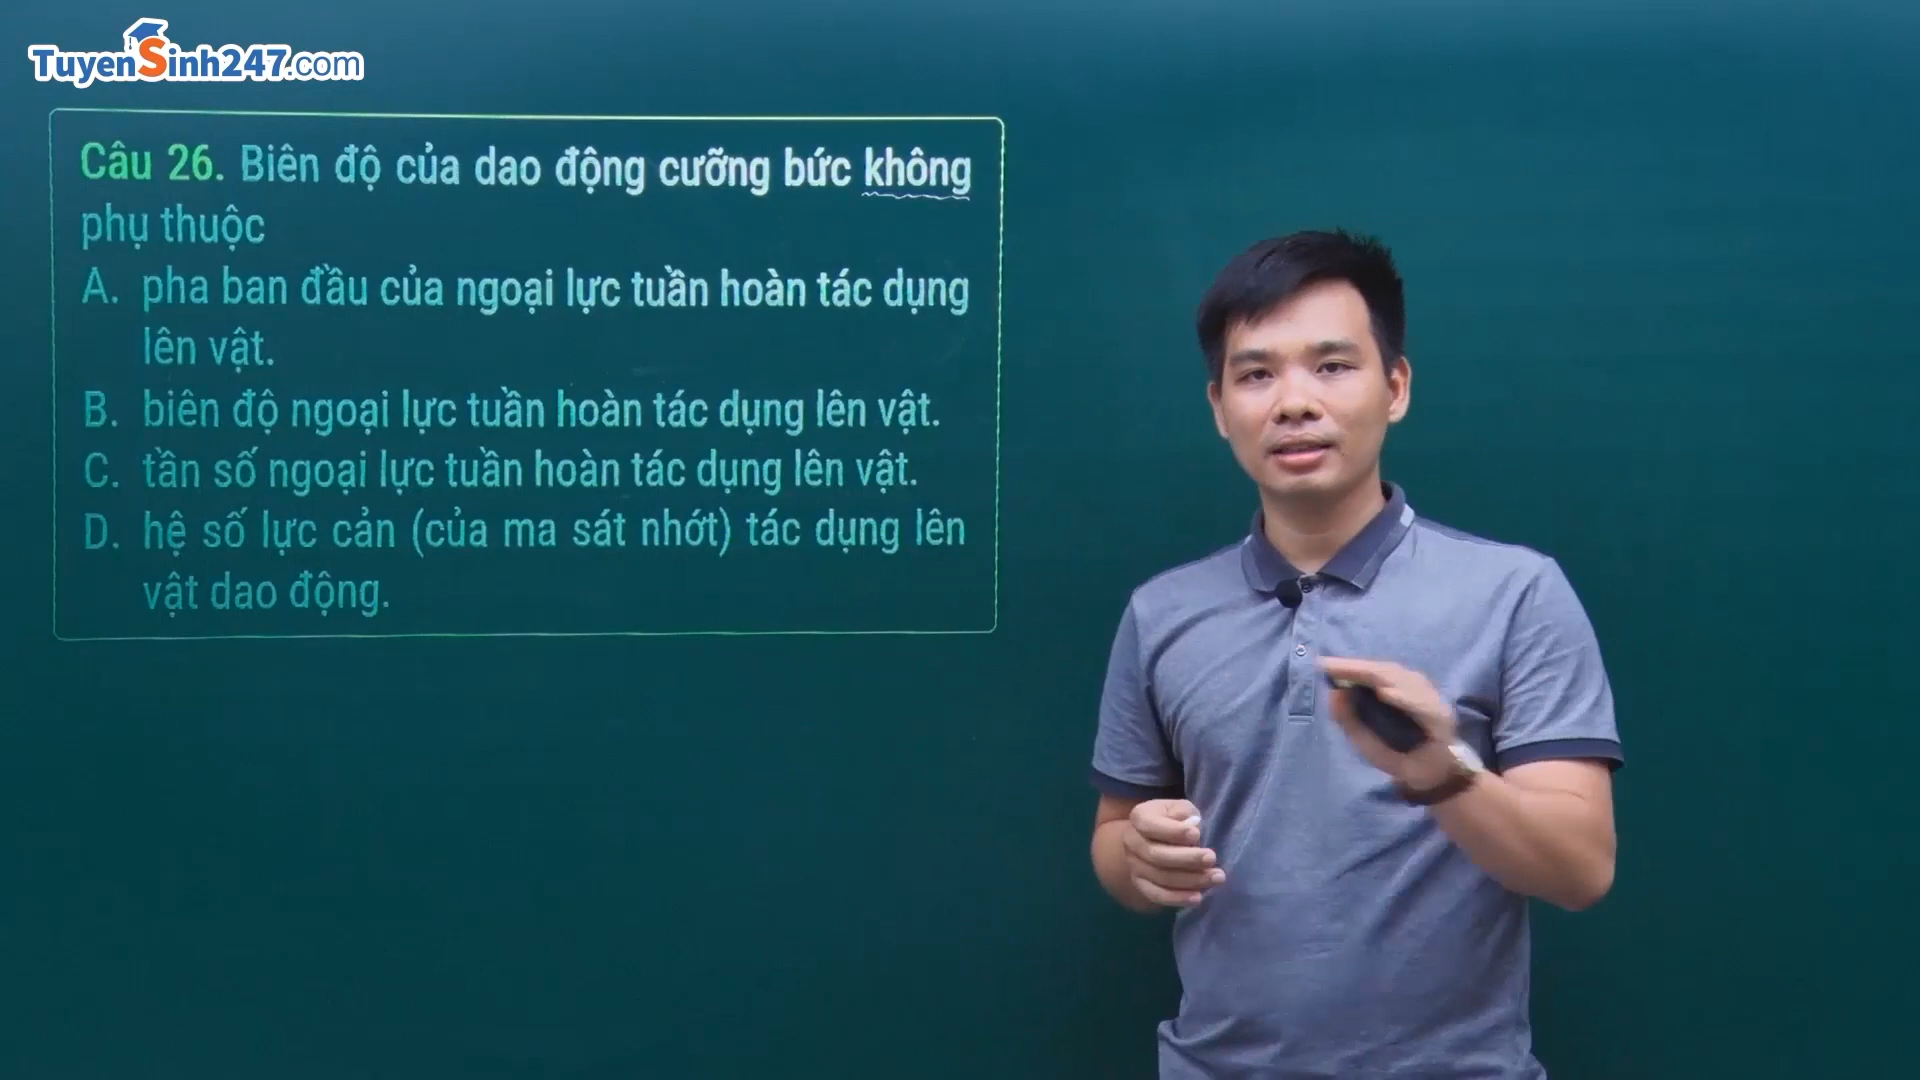 TuyenSinh247.com
Câu 26. Biên độ của dao động cưỡng bức không
phụ thuộc
A. pha ban đầu của ngoại lực tuần hoàn tác dụng
lên vật.
B. biên độ ngoại lực tuần hoàn tác dụng lên vật.
C. tần số ngoại lực tuần hoàn tác dụng lên vật.
D. hệ số lực cản (của ma sát nhớt) tác dụng lên
vật dao động.